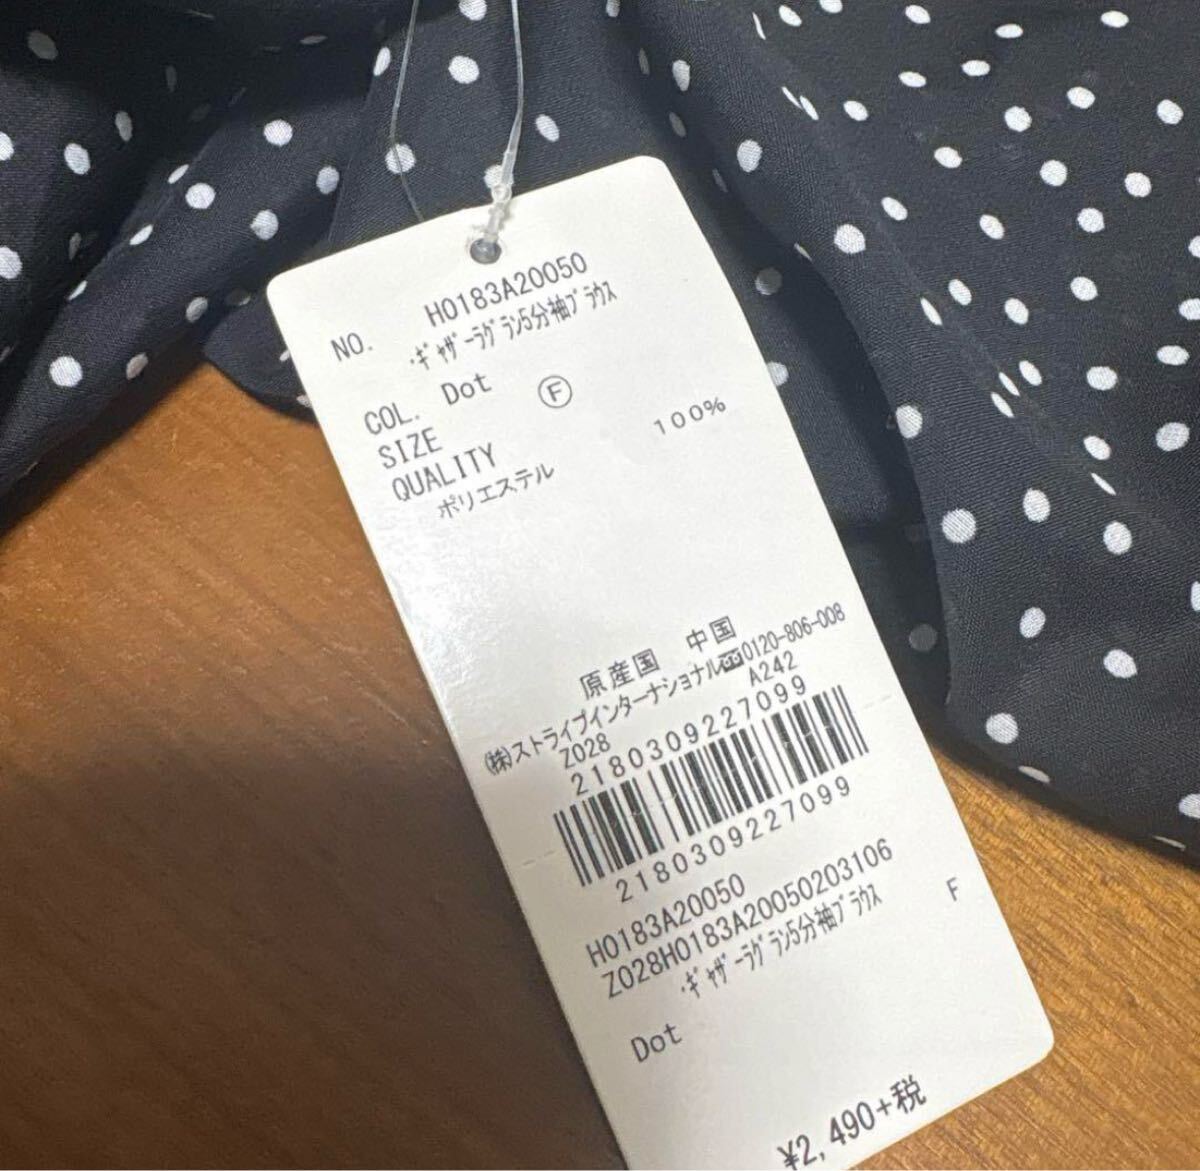 NO. H0183A20050
・ｷﾞｬｻﾞｰﾗｸﾞﾗﾝ5分袖ﾌﾞﾗｳｽ
COL. Dot
SIZE Ⓕ
QUALITY
ポリエステル 100%
原産国 中国
㈱ストライプインターナショナル 0120-806-008
Z028 A242
2180309227099
2180309227099
H0183A20050
Z028H0183A20050203106
・ｷﾞｬｻﾞｰﾗｸﾞﾗﾝ5分袖ﾌﾞﾗｳｽ F
Dot
¥2,490+税